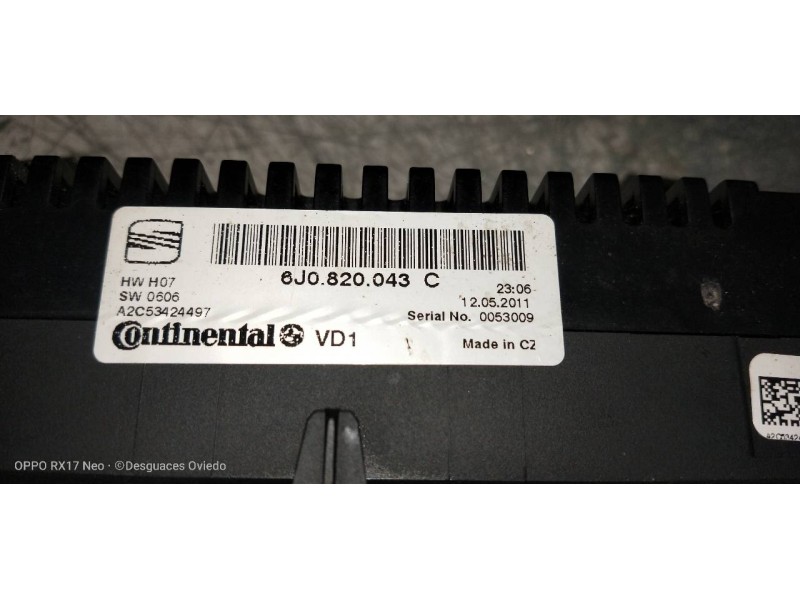 6J0.820.043 C
HW H07
SW 0606
A2C53424497
23:06
12.05.2011
Serial No. 0053009
Continental VD1
Made in CZ
OPPO RX17 Neo · ©Desguaces Oviedo